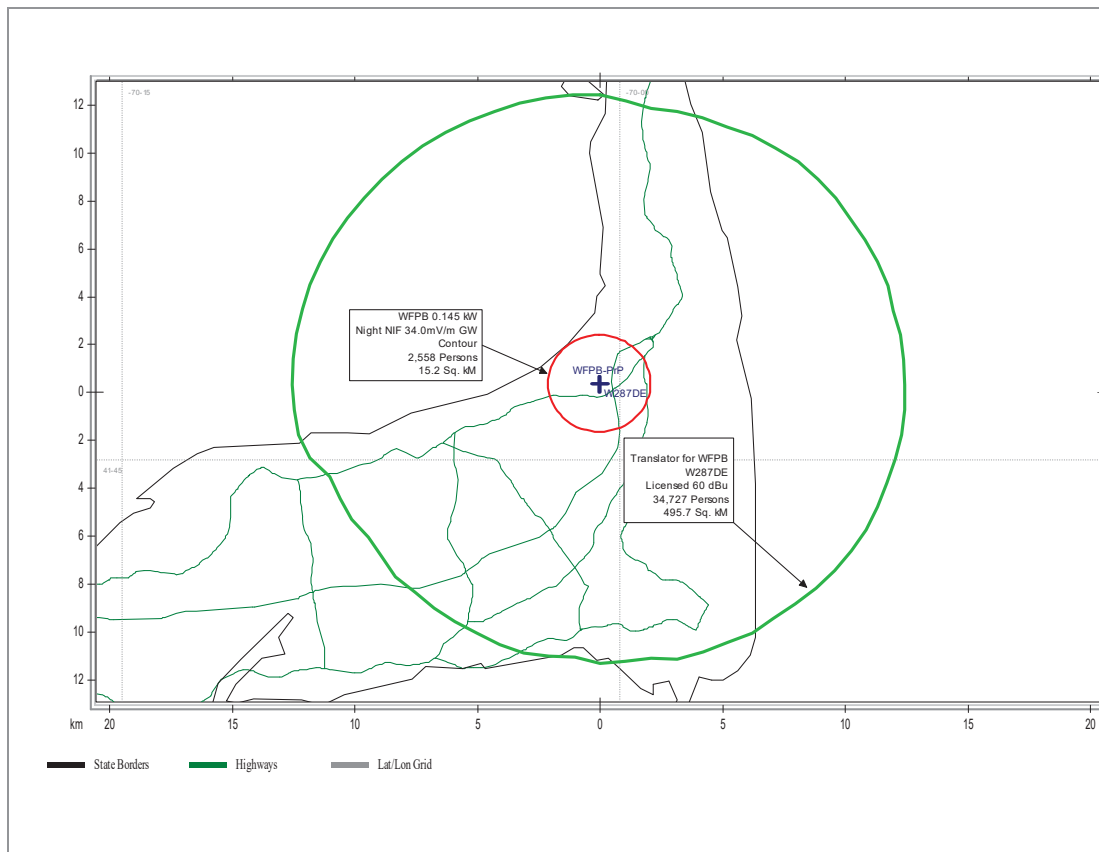 -70-15
-70-00
12
10
8
6
4
2
0
2
4
6
8
10
12
WFPB 0.145 kW
Night NIF 34.0mV/m GW
Contour
2,558 Persons
15.2 Sq. kM
WFPB-PrP
W287DE
Translator for WFPB
W287DE
Licensed 60 dBu
34,727 Persons
495.7 Sq. kM
41-45
km
20
15
10
5
0
5
10
15
20
State Borders
Highways
Lat/Lon Grid